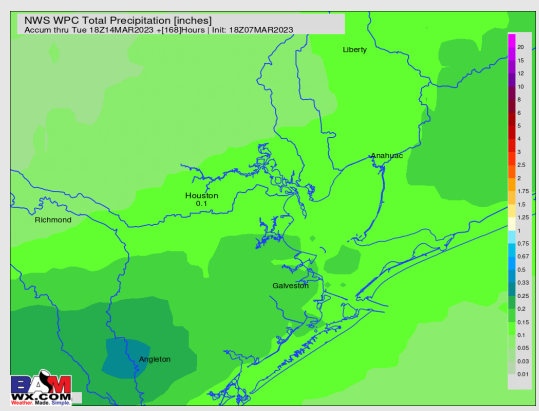 NWS WPC Total Precipitation [inches]
Accum thru Tue 18Z14MAR2023 +[168]Hours | Init: 18Z07MAR2023
Liberty
Anahuac
Houston
0.1
Richmond
Galveston
Angleton
20
15
12
10
8
6
5
4
3
2.5
2
1.75
1.5
1.25
1
0.75
0.67
0.5
0.33
0.25
0.2
0.15
0.1
0.05
0.03
0.01
BAM
WX.COM
Weather. Made. Simple.